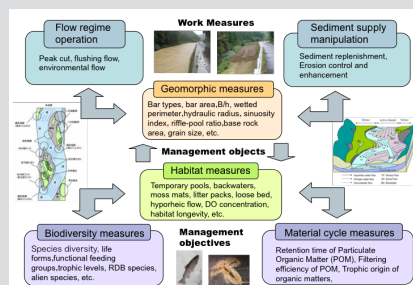 Flow regime
operation
Peak cut, flushing flow,
environmental flow
Work Measures
Sediment supply
manipulation
Sediment replenishment,
Erosion control and
enhancement
Geomorphic measures
Bar types, bar area,B/h, wetted
perimeter,hydraulic radius, sinuosity
index, riffle-pool ratio,base rock
area, grain size, etc.
Management objects
Habitat measures
Temporary pools, backwaters,
moss mats, litter packs, loose bed,
hyporheic flow, DO concentration,
habitat longevity, etc.
Biodiversity measures
Species diversity, life
forms,functional feeding
groups,trophic levels, RDB species,
alien species, etc.
Management
objectives
Material cycle measures
Retention time of Particulate
Organic Matter (POM), Filtering
efficiency of POM, Trophic origin of
organic matters,